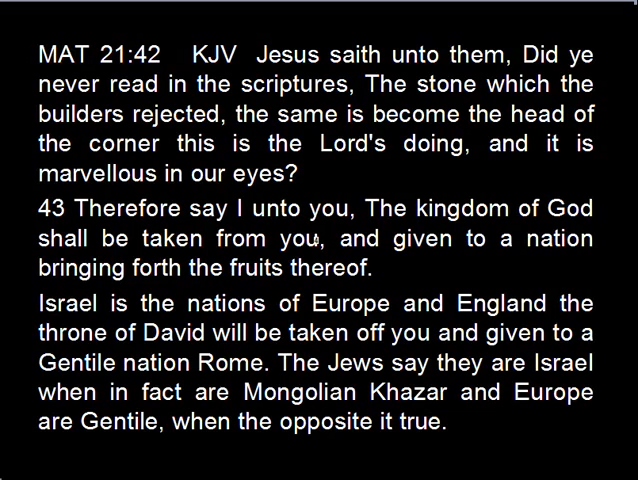 MAT 21:42 KJV Jesus saith unto them, Did ye
never read in the scriptures, The stone which the
builders rejected, the same is become the head of
the corner this is the Lord's doing, and it is
marvellous in our eyes?
43 Therefore say I unto you, The kingdom of God
shall be taken from you, and given to a nation
bringing forth the fruits thereof.
Israel is the nations of Europe and England the
throne of David will be taken off you and given to a
Gentile nation Rome. The Jews say they are Israel
when in fact are Mongolian Khazar and Europe
are Gentile, when the opposite it true.